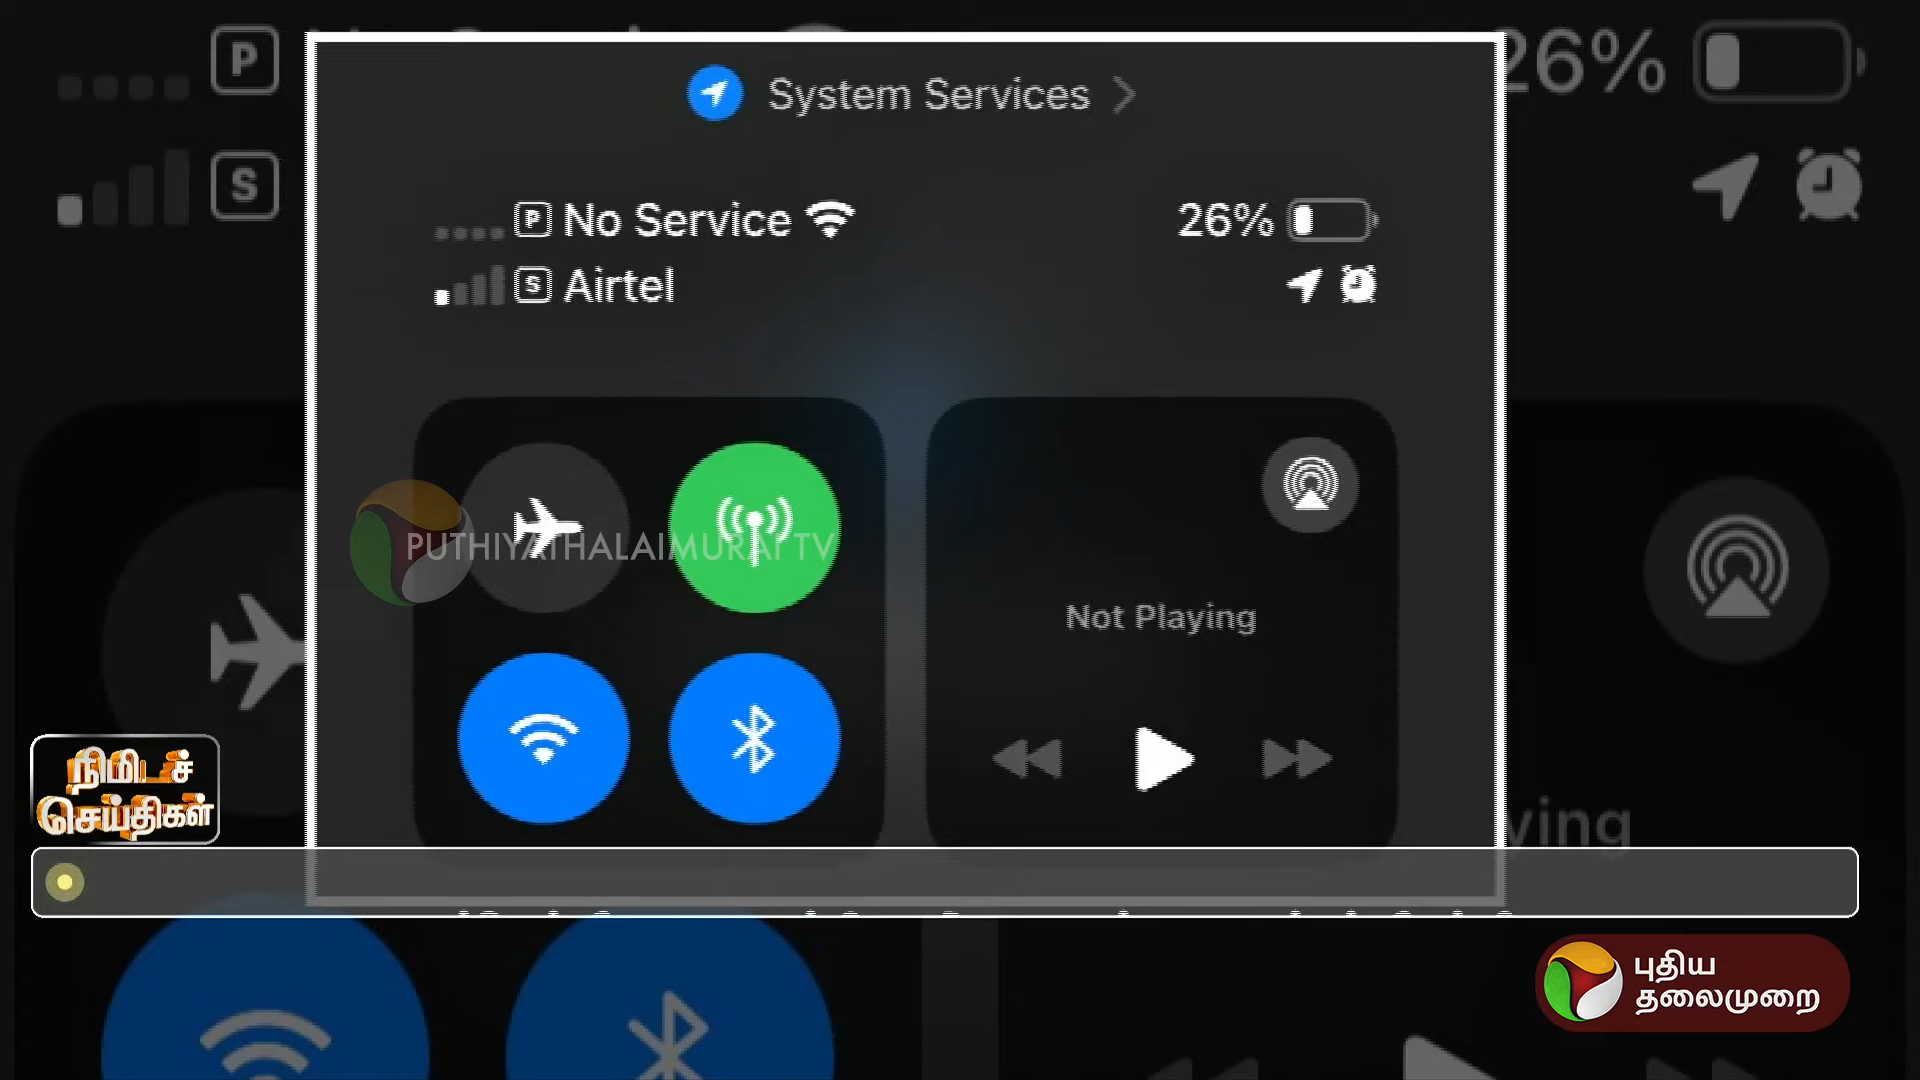 P
26%
System Services
P No Service
26%
S
S Airtel
PUTHIYATHALAIMURAI TV
Not Playing
நிமிடச்
செய்திகள்
ying
புதிய
தலைமுறை